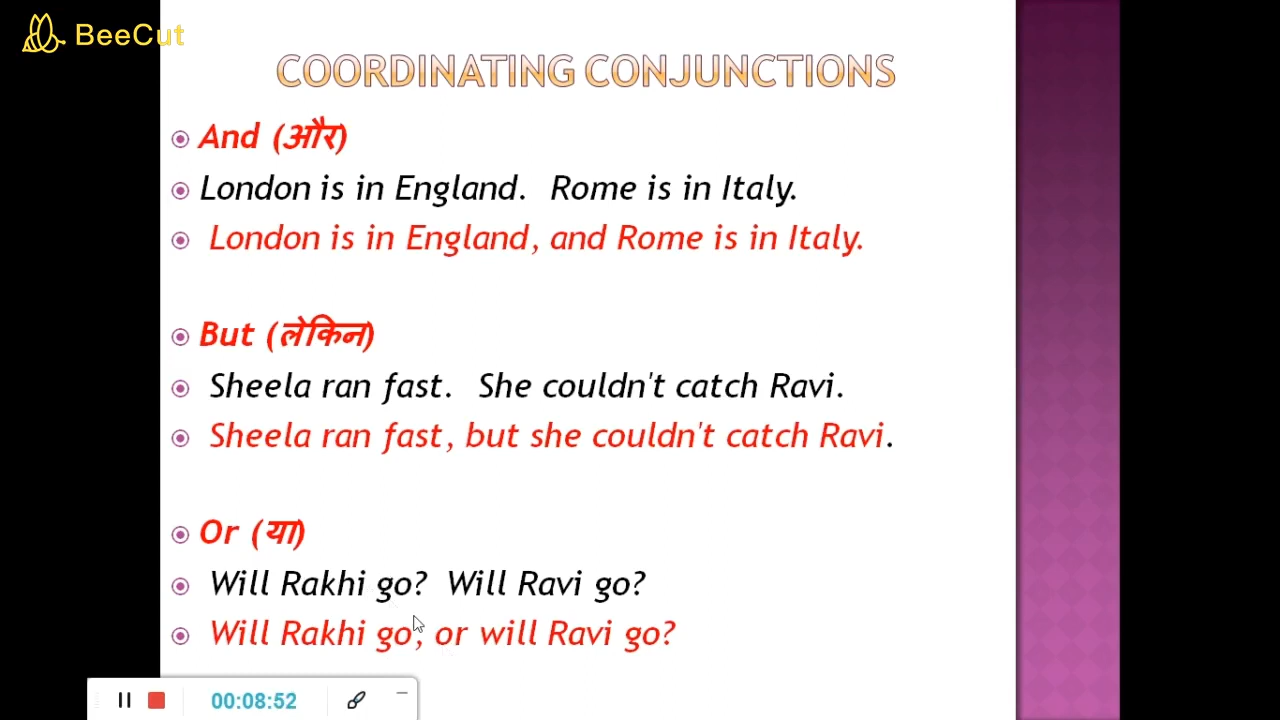 BeeCut
COORDINATING CONJUNCTIONS
And (और)
London is in England. Rome is in Italy.
London is in England, and Rome is in Italy.
But (लेकिन)
Sheela ran fast. She couldn't catch Ravi.
Sheela ran fast, but she couldn't catch Ravi.
Or (या)
Will Rakhi go? Will Ravi go?
Will Rakhi go, or will Ravi go?
00:08:52